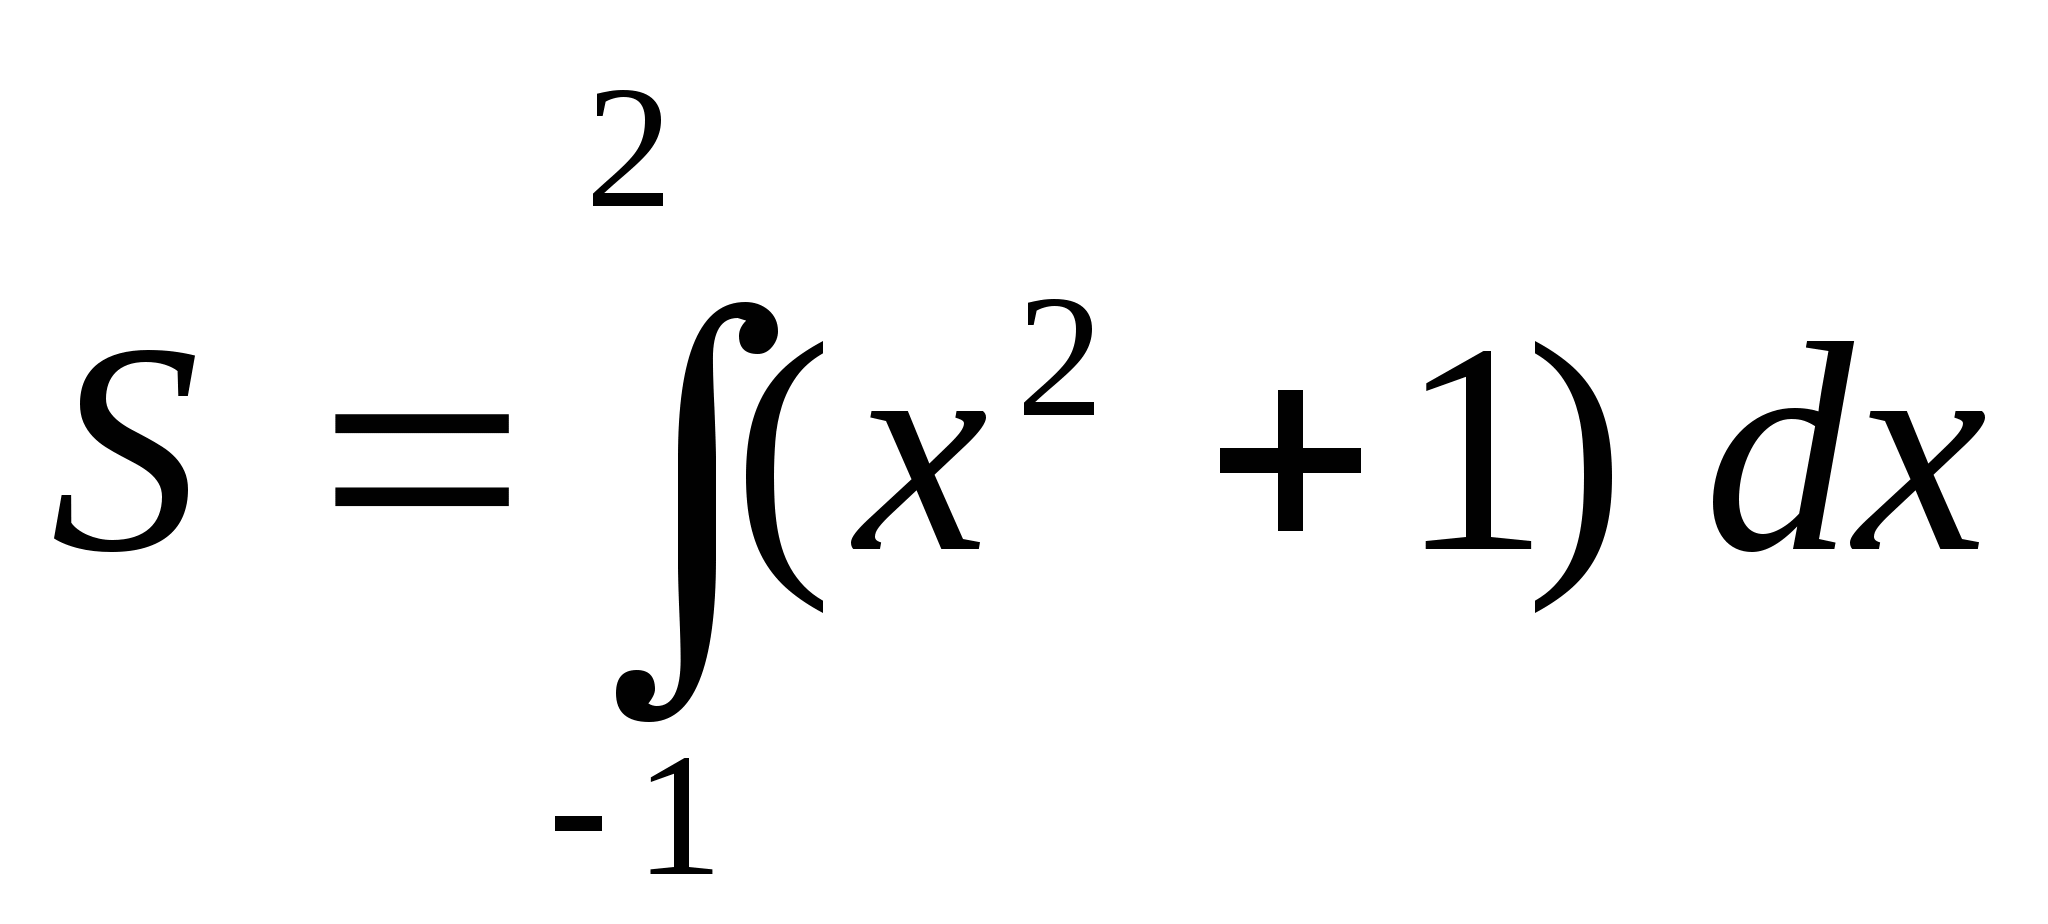 2
S = ∫(x² + 1) dx
-1